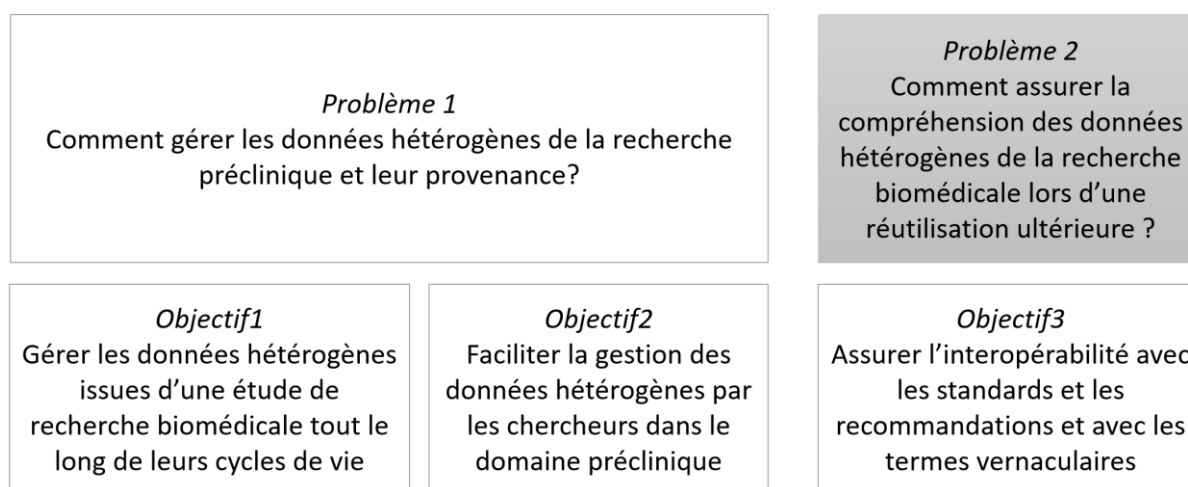 Problème 1
Comment gérer les données hétérogènes de la recherche
préclinique et leur provenance?
Problème 2
Comment assurer la
compréhension des données
hétérogènes de la recherche
biomédicale lors d’une
réutilisation ultérieure ?
Objectif1
Gérer les données hétérogènes
issues d’une étude de
recherche biomédicale tout le
long de leurs cycles de vie
Objectif2
Faciliter la gestion des
données hétérogènes par
les chercheurs dans le
domaine préclinique
Objectif3
Assurer l’interopérabilité avec
les standards et les
recommandations et avec les
termes vernaculaires